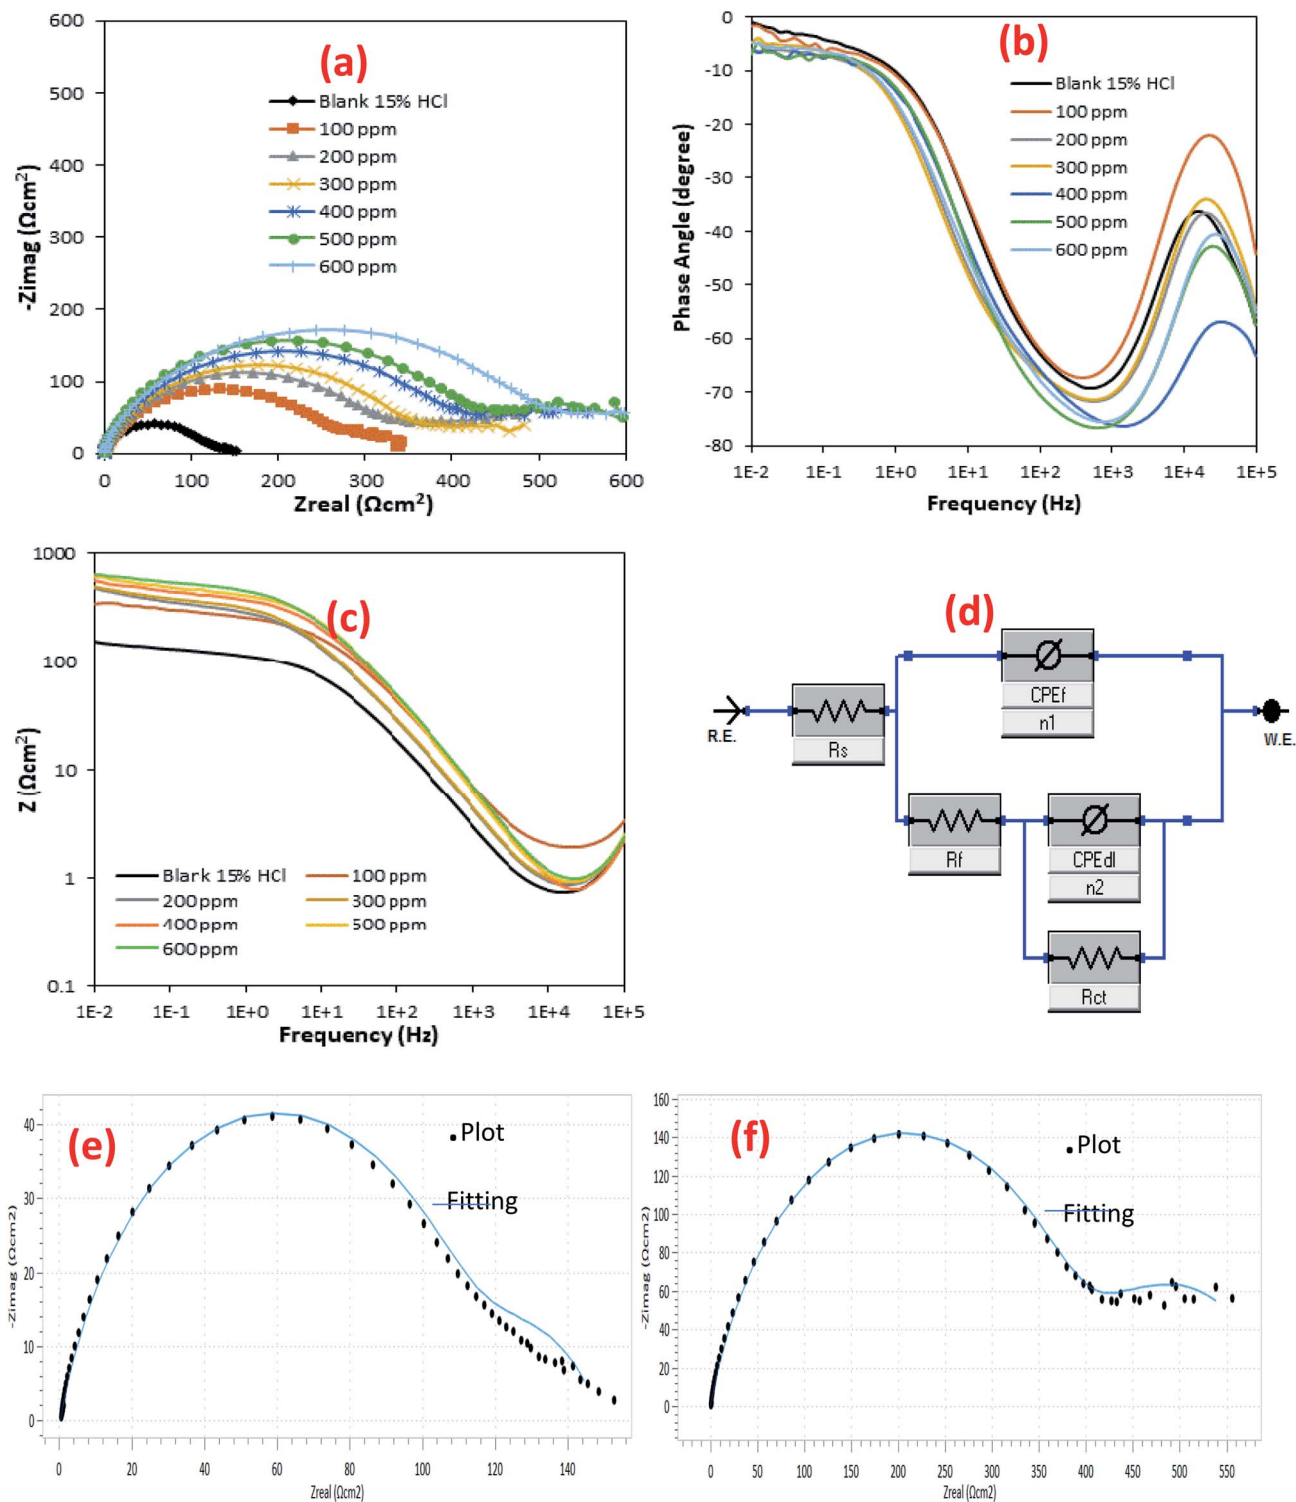 (a)
600
500
400
300
200
100
0
-Zimag (Ωcm²)
Blank 15% HCl
100 ppm
200 ppm
300 ppm
400 ppm
500 ppm
600 ppm
0 100 200 300 400 500 600
Zreal (Ωcm²)
(b)
0
-10
-20
-30
-40
-50
-60
-70
-80
Phase Angle (degree)
Blank 15% HCl
100 ppm
200 ppm
300 ppm
400 ppm
500 ppm
600 ppm
1E-2 1E-1 1E+0 1E+1 1E+2 1E+3 1E+4 1E+5
Frequency (Hz)
(c)
1000
100
10
1
0.1
Z (Ωcm²)
Blank 15% HCl 100 ppm
200 ppm 300 ppm
400 ppm 500 ppm
600 ppm
1E-2 1E-1 1E+0 1E+1 1E+2 1E+3 1E+4 1E+5
Frequency (Hz)
(d)
CPEf
n1
R.E.
Rs
W.E.
Rf
CPEdl
n2
Rct
(e)
40
30
20
10
0
-Zimag (Ωcm2)
Plot
Fitting
0 20 40 60 80 100 120 140
Zreal (Ωcm2)
(f)
160
140
120
100
80
60
40
20
0
-Zimag (Ωcm2)
Plot
Fitting
0 50 100 150 200 250 300 350 400 450 500 550
Zreal (Ωcm2)